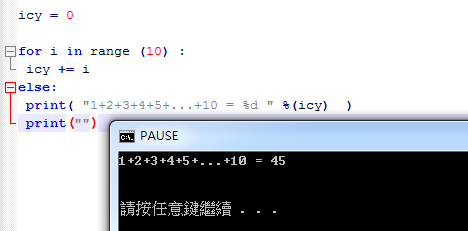 icy = 0
for i in range (10) :
icy += i
else:
print( "1+2+3+4+5+...+10 = %d " %(icy)  )
print("")
PAUSE
1+2+3+4+5+...+10 = 45
請按任意鍵繼續 . . .